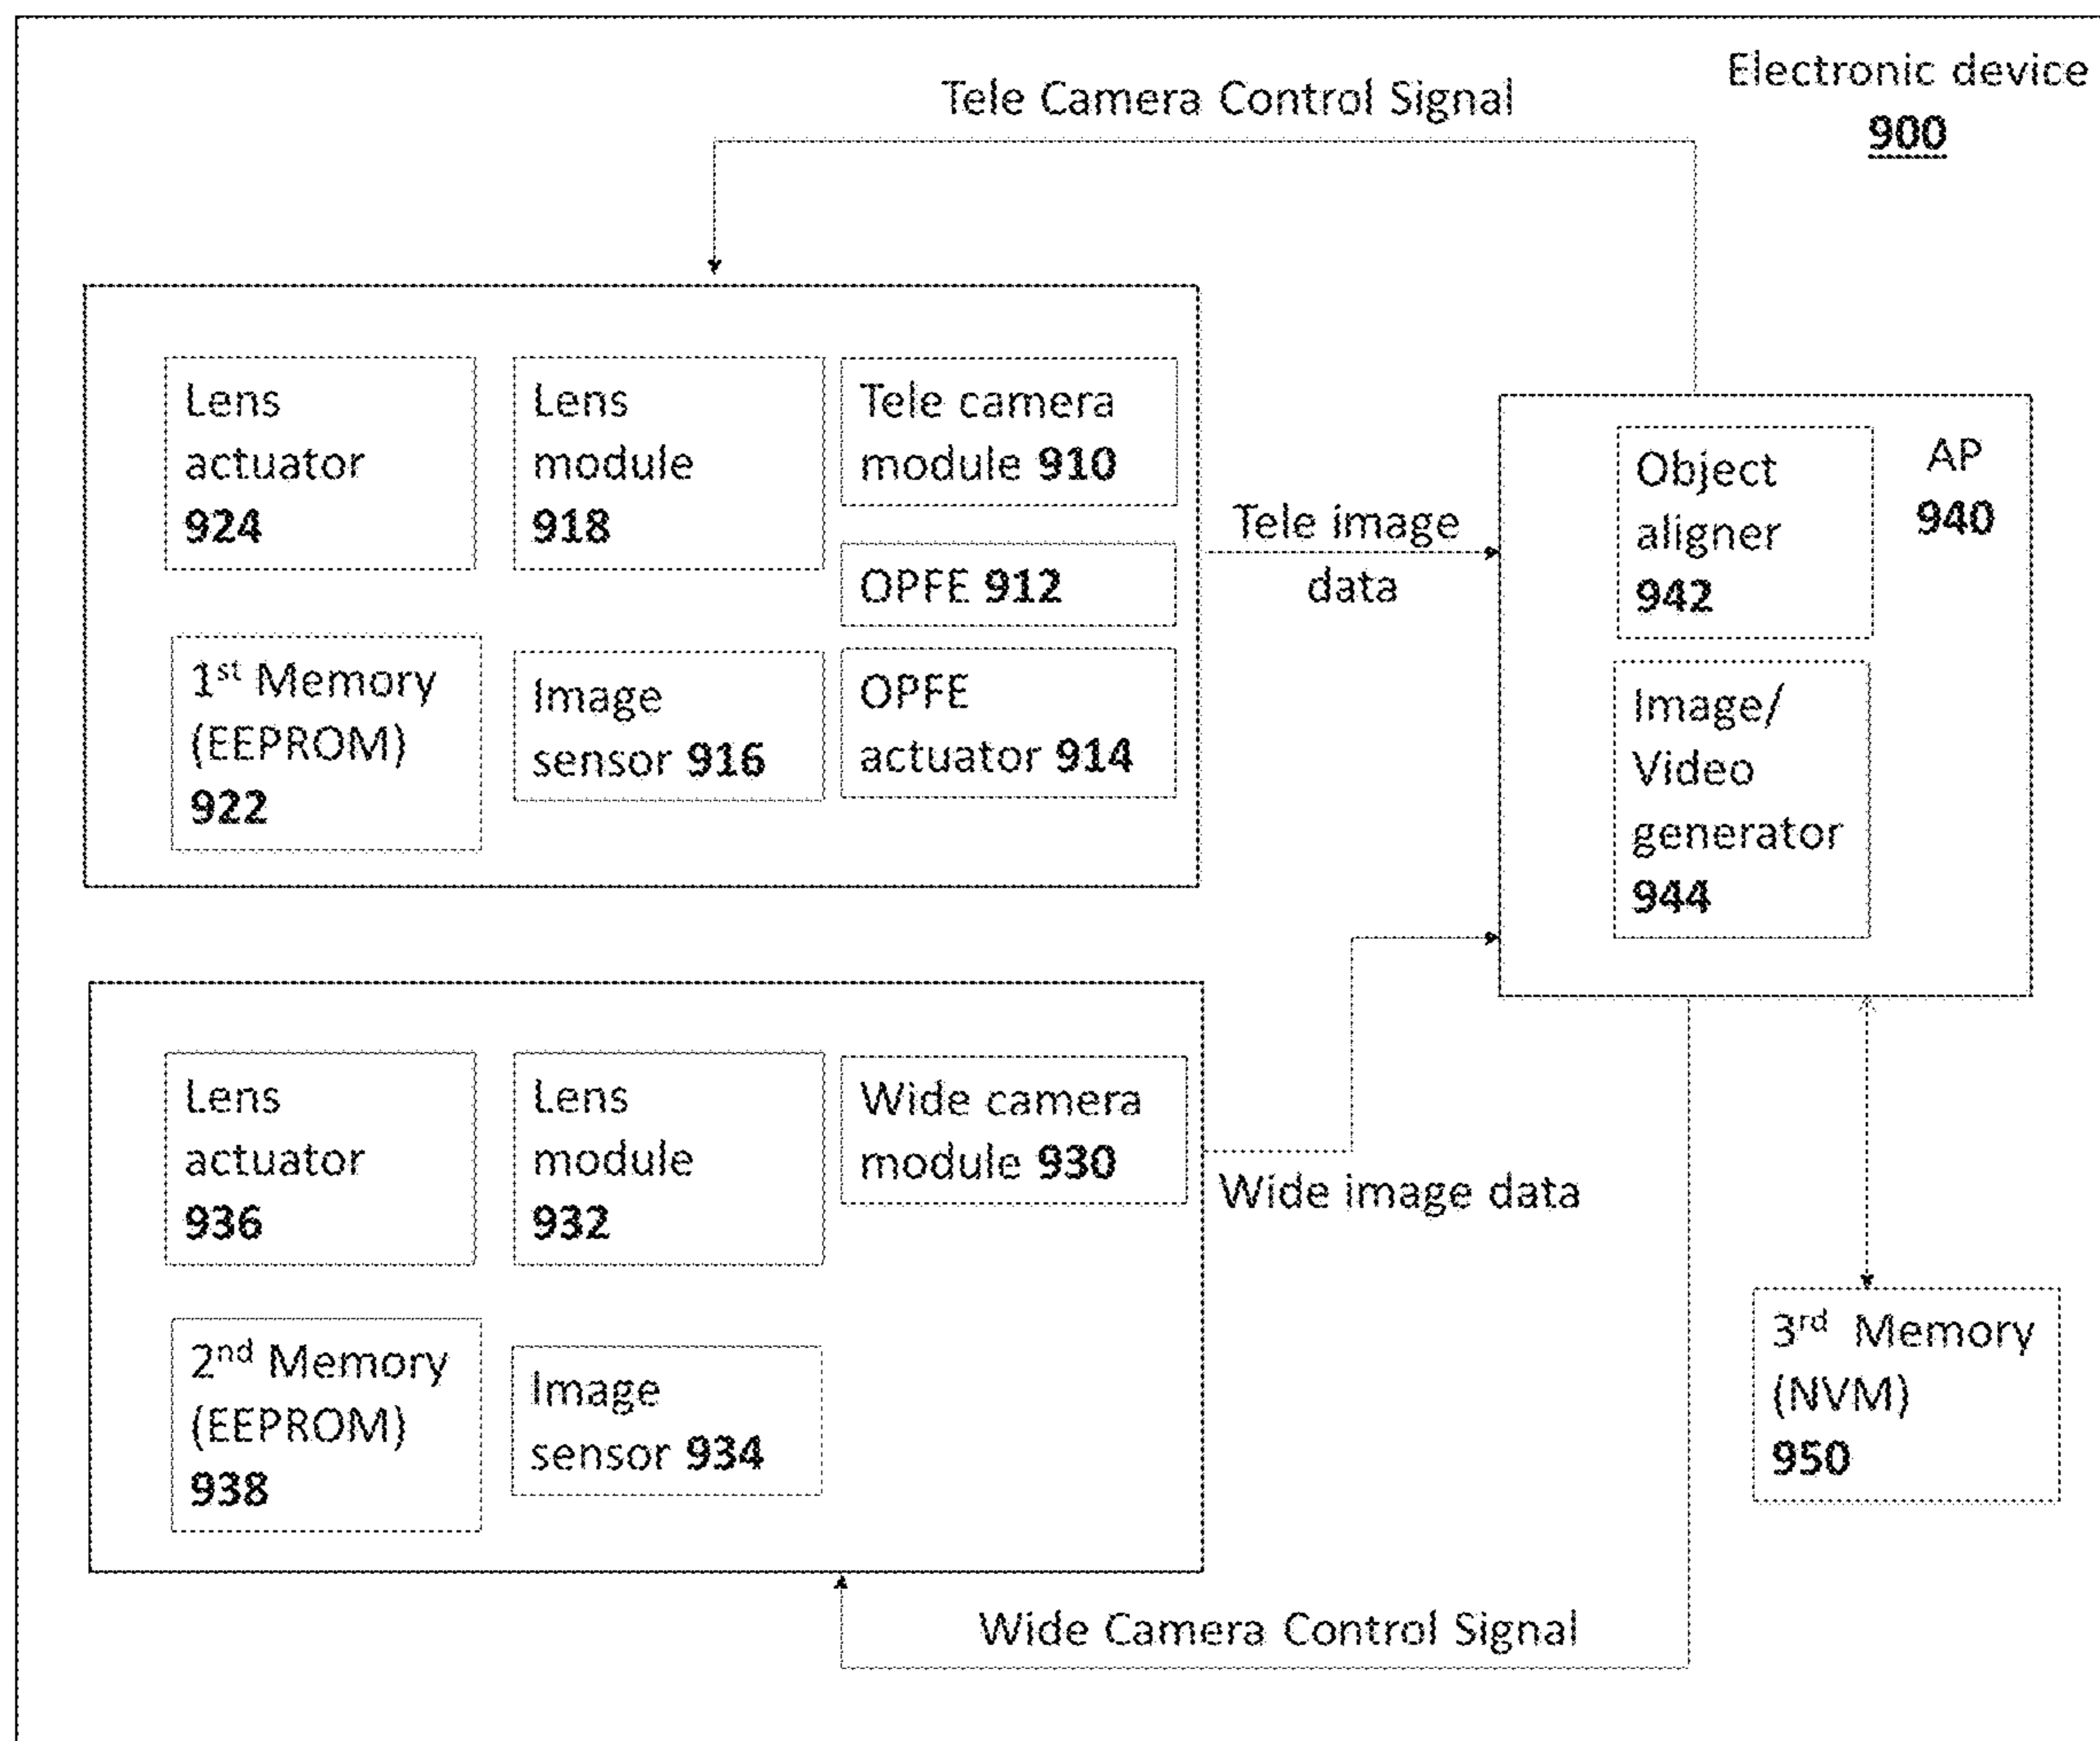 Electronic device
900
Tele Camera Control Signal
Lens
actuator
924
Lens
module
918
Tele camera
module 910
OPFE 912
1st Memory
(EEPROM)
922
Image
sensor 916
OPFE
actuator 914
Tele image
data
Object
aligner
942
AP
940
Image/
Video
generator
944
Lens
actuator
936
Lens
module
932
Wide camera
module 930
2nd Memory
(EEPROM)
938
Image
sensor 934
Wide image data
3rd Memory
(NVM)
950
Wide Camera Control Signal